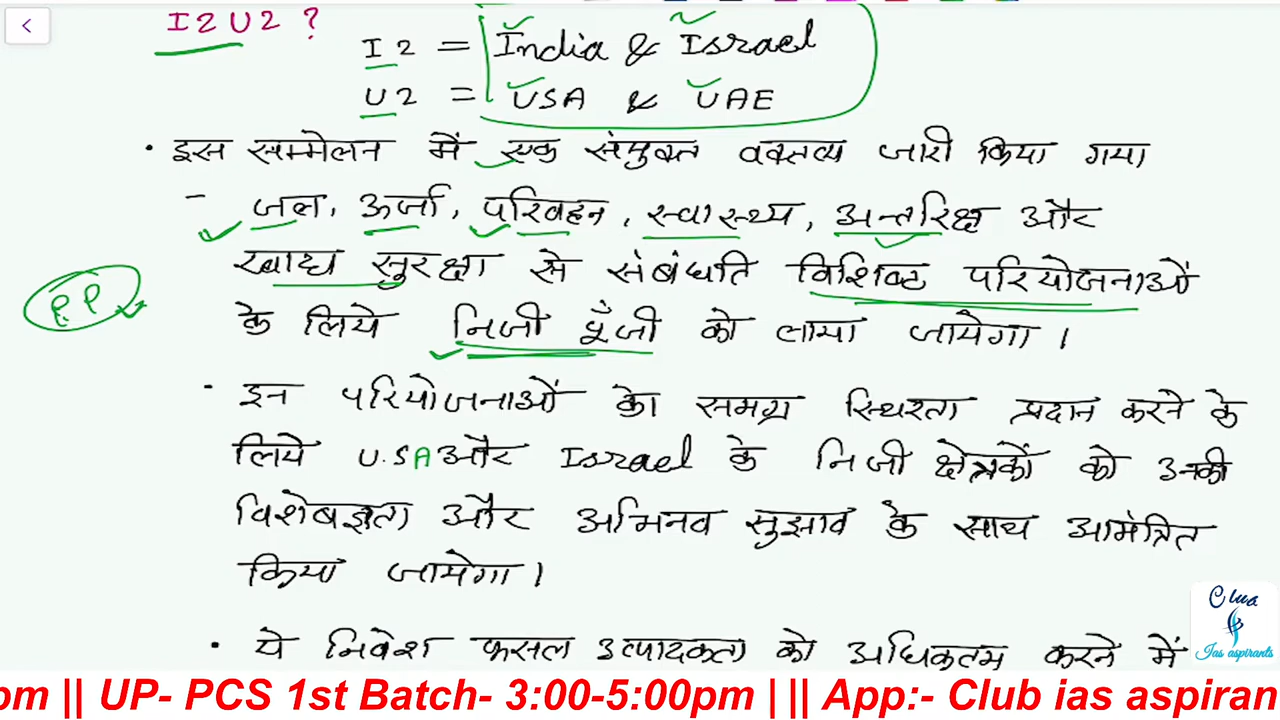 I2U2 ?
I2 = India & Israel
U2 = USA & UAE
• इस सम्मेलन में एक संयुक्त वक्तव्य जारी किया गया
- जल, ऊर्जा, परिवहन, स्वास्थ्य, अन्तरिक्ष और
खाद्य सुरक्षा से संबंधति विशिष्ट परियोजनाओं
के लिये निजी पूँजी को लाया जायेगा।
• इन परियोजनाओं को समग्र स्थिरता प्रदान करने के
लिये U.SA और Israel के निजी क्षेत्रकों को उनकी
विशेषज्ञता और अभिनव सुझाव के साथ आमंत्रित
किया जायेगा।
• ये निवेश फसल उत्पादकता को अधिकतम करने में
Club
Ias aspirants
pm || UP- PCS 1st Batch- 3:00-5:00pm | || App:- Club ias aspiran